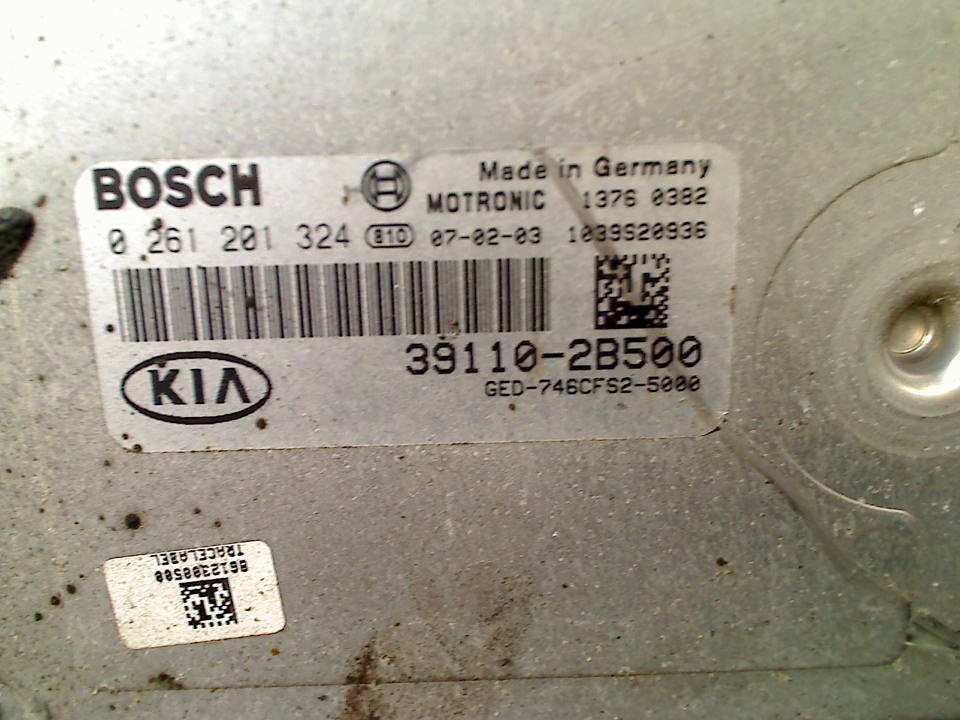 BOSCH
Made in Germany
MOTRONIC 1376 0382
0 261 201 324 810 07-02-03 1039S20936
39110-2B500
KIA
GED-746CFS2-5000
8612300500
TRACELABEL